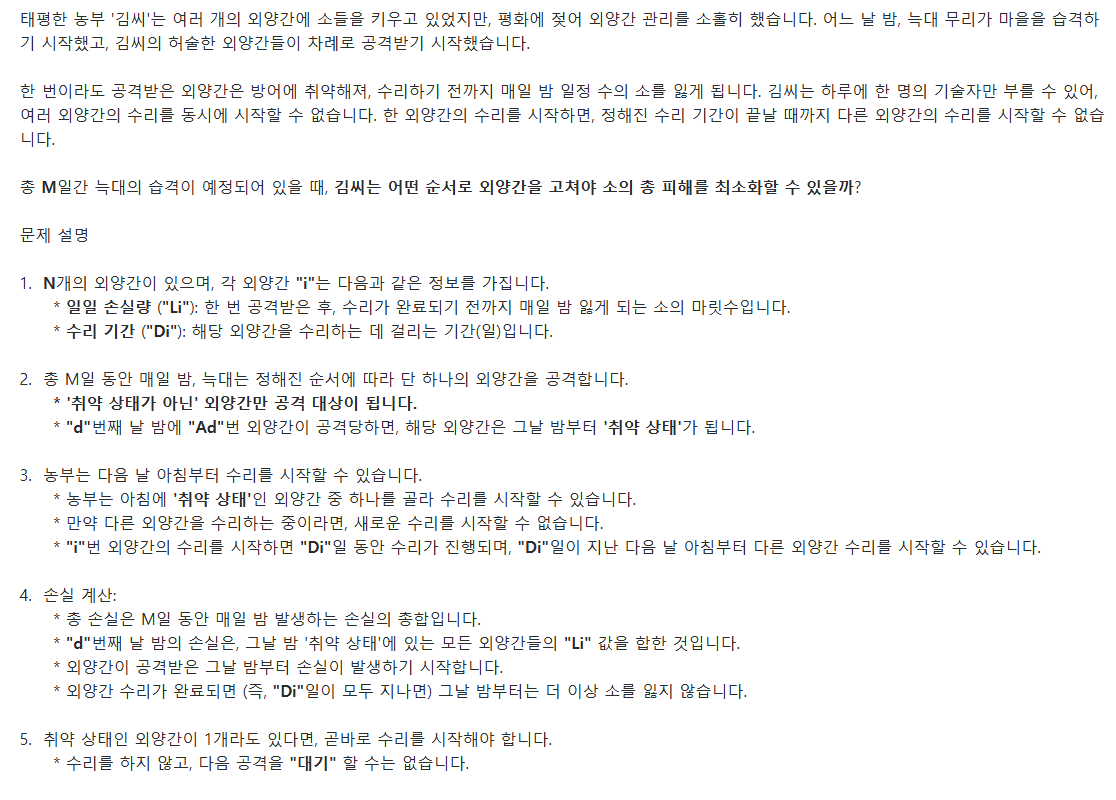 태평한 농부 '김씨'는 여러 개의 외양간에 소들을 키우고 있었지만, 평화에 젖어 외양간 관리를 소홀히 했습니다. 어느 날 밤, 늑대 무리가 마을을 습격하
기 시작했고, 김씨의 허술한 외양간들이 차례로 공격받기 시작했습니다.
한 번이라도 공격받은 외양간은 방어에 취약해져, 수리하기 전까지 매일 밤 일정 수의 소를 잃게 됩니다. 김씨는 하루에 한 명의 기술자만 부를 수 있어,
여러 외양간의 수리를 동시에 시작할 수 없습니다. 한 외양간의 수리를 시작하면, 정해진 수리 기간이 끝날 때까지 다른 외양간의 수리를 시작할 수 없습
니다.
총 M일간 늑대의 습격이 예정되어 있을 때, 김씨는 어떤 순서로 외양간을 고쳐야 소의 총 피해를 최소화할 수 있을까?
문제 설명
1. N개의 외양간이 있으며, 각 외양간 "i"는 다음과 같은 정보를 가집니다.
* 일일 손실량 ("Li"): 한 번 공격받은 후, 수리가 완료되기 전까지 매일 밤 잃게 되는 소의 마릿수입니다.
* 수리 기간 ("Di"): 해당 외양간을 수리하는 데 걸리는 기간(일)입니다.
2. 총 M일 동안 매일 밤, 늑대는 정해진 순서에 따라 단 하나의 외양간을 공격합니다.
* '취약 상태가 아닌' 외양간만 공격 대상이 됩니다.
* "d"번째 날 밤에 "Ad"번 외양간이 공격당하면, 해당 외양간은 그날 밤부터 '취약 상태'가 됩니다.
3. 농부는 다음 날 아침부터 수리를 시작할 수 있습니다.
* 농부는 아침에 '취약 상태'인 외양간 중 하나를 골라 수리를 시작할 수 있습니다.
* 만약 다른 외양간을 수리하는 중이라면, 새로운 수리를 시작할 수 없습니다.
* "i"번 외양간의 수리를 시작하면 "Di"일 동안 수리가 진행되며, "Di"일이 지난 다음 날 아침부터 다른 외양간 수리를 시작할 수 있습니다.
4. 손실 계산:
* 총 손실은 M일 동안 매일 밤 발생하는 손실의 총합입니다.
* "d"번째 날 밤의 손실은, 그날 밤 '취약 상태'에 있는 모든 외양간들의 "Li" 값을 합한 것입니다.
* 외양간이 공격받은 그날 밤부터 손실이 발생하기 시작합니다.
* 외양간 수리가 완료되면 (즉, "Di"일이 모두 지나면) 그날 밤부터는 더 이상 소를 잃지 않습니다.
5. 취약 상태인 외양간이 1개라도 있다면, 곧바로 수리를 시작해야 합니다.
* 수리를 하지 않고, 다음 공격을 "대기" 할 수는 없습니다.